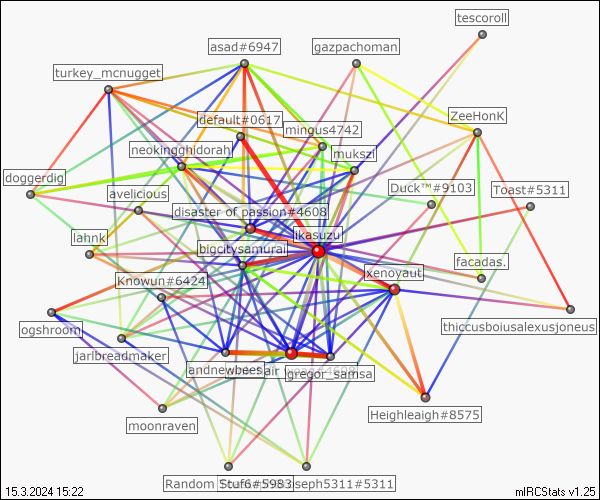 tescoroll
asad#6947
gazpachoman
turkey_mcnugget
default#0617
ZeeHonK
mingus4742
neokingghidorah
mukszi
doggerdig
avelicious
Duck™#9103
Toast#5311
disaster of passion#4608
likasuzu
lahnk
bigcitysamurai
facadas.
xenoyaut
Knowun#6424
thiccusboiusalexusjoneus
ogshroom
jarlbreadmaker
andnewbees
gregor_samsa
Heighleaigh#8575
moonraven
Random Stuff#5983
seph5311#5311
15.3.2024 15:22
mIRCStats v1.25